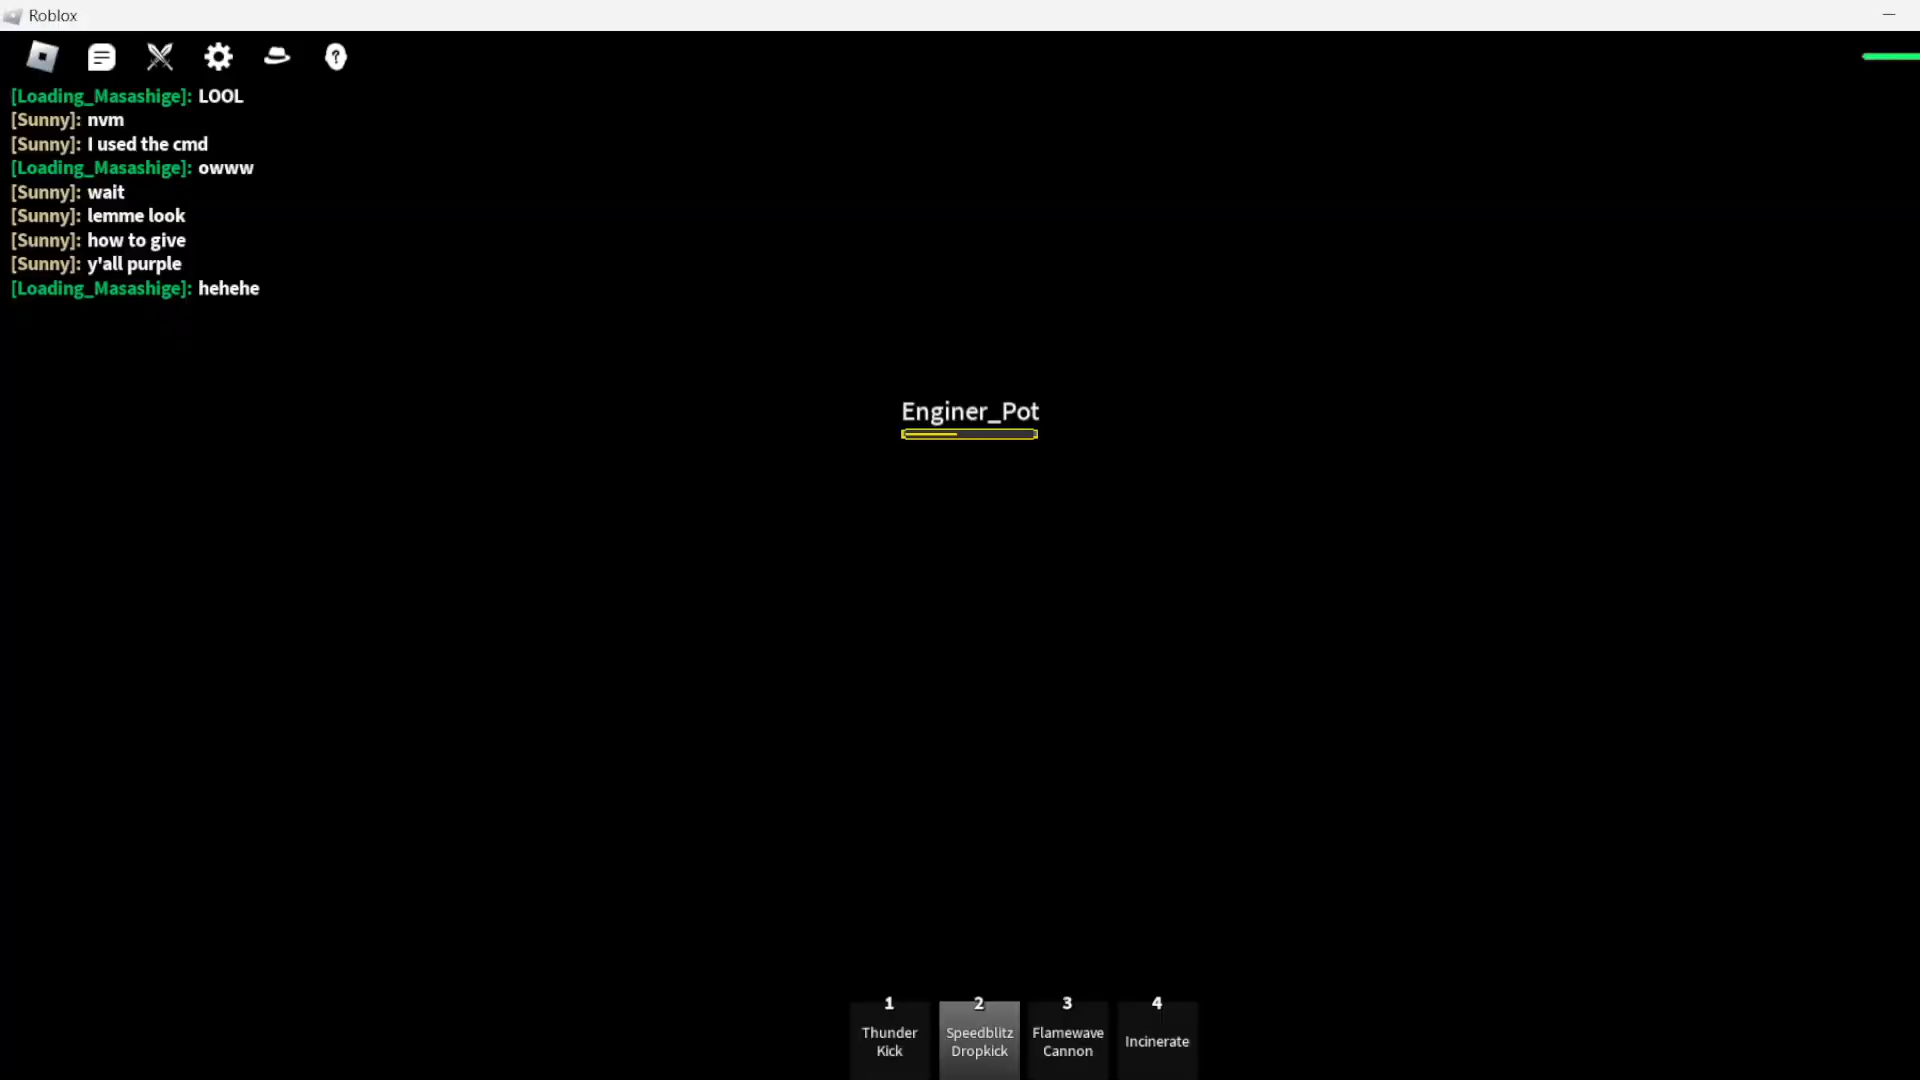 Roblox
[Loading_Masashige]: LOOL
[Sunny]: nvm
[Sunny]: I used the cmd
[Loading_Masashige]: owww
[Sunny]: wait
[Sunny]: lemme look
[Sunny]: how to give
[Sunny]: y'all purple
[Loading_Masashige]: hehehe
Enginer_Pot
1
Thunder
Kick
2
Speedblitz
Dropkick
3
Flamewave
Cannon
4
Incinerate